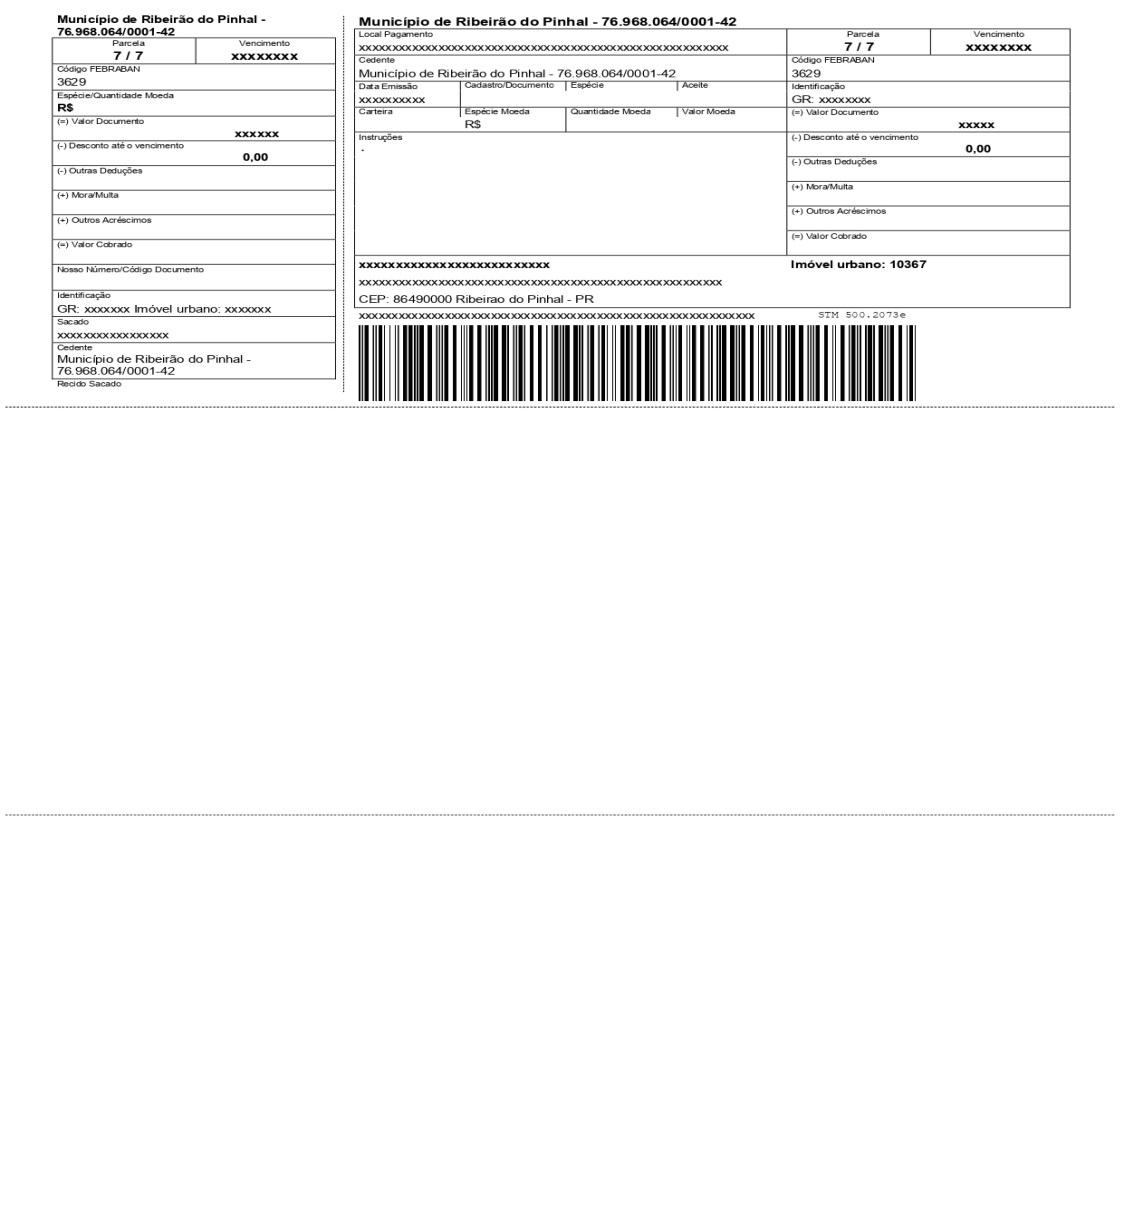 Município de Ribeirão do Pinhal -
76.968.064/0001-42
Parcela Vencimento
7 / 7 xxxxxxxx
Código FEBRABAN
3629
Espécie/Quantidade Moeda
R$
(=) Valor Documento
xxxxxx
(-) Desconto até o vencimento
0,00
(-) Outras Deduções
(+) Mora/Multa
(+) Outros Acréscimos
(=) Valor Cobrado
Nosso Número/Código Documento
Identificação
GR: xxxxxxx Imóvel urbano: xxxxxxx
Sacado
xxxxxxxxxxxxxxxxx
Cedente
Município de Ribeirão do Pinhal -
76.968.064/0001-42
Recido Sacado
Município de Ribeirão do Pinhal - 76.968.064/0001-42
Local Pagamento
xxxxxxxxxxxxxxxxxxxxxxxxxxxxxxxxxxxxxxxxxxxxxxxxxxxxxxxx
Cedente
Município de Ribeirão do Pinhal - 76.968.064/0001-42
Data Emissão Cadastro/Documento Espécie Aceite
xxxxxxxxxx
Carteira Espécie Moeda Quantidade Moeda Valor Moeda
R$
Instruções
.
Parcela Vencimento
7 / 7 xxxxxxxx
Código FEBRABAN
3629
Identificação
GR: xxxxxxxx
(=) Valor Documento
xxxxx
(-) Desconto até o vencimento
0,00
(-) Outras Deduções
(+) Mora/Multa
(+) Outros Acréscimos
(=) Valor Cobrado
xxxxxxxxxxxxxxxxxxxxxxxxxx Imóvel urbano: 10367
xxxxxxxxxxxxxxxxxxxxxxxxxxxxxxxxxxxxxxxxxxxxxxxxxxxxxxx
CEP: 86490000 Ribeirao do Pinhal - PR
xxxxxxxxxxxxxxxxxxxxxxxxxxxxxxxxxxxxxxxxxxxxxxxxxxxxxxxxxxxx STM 500.2073e